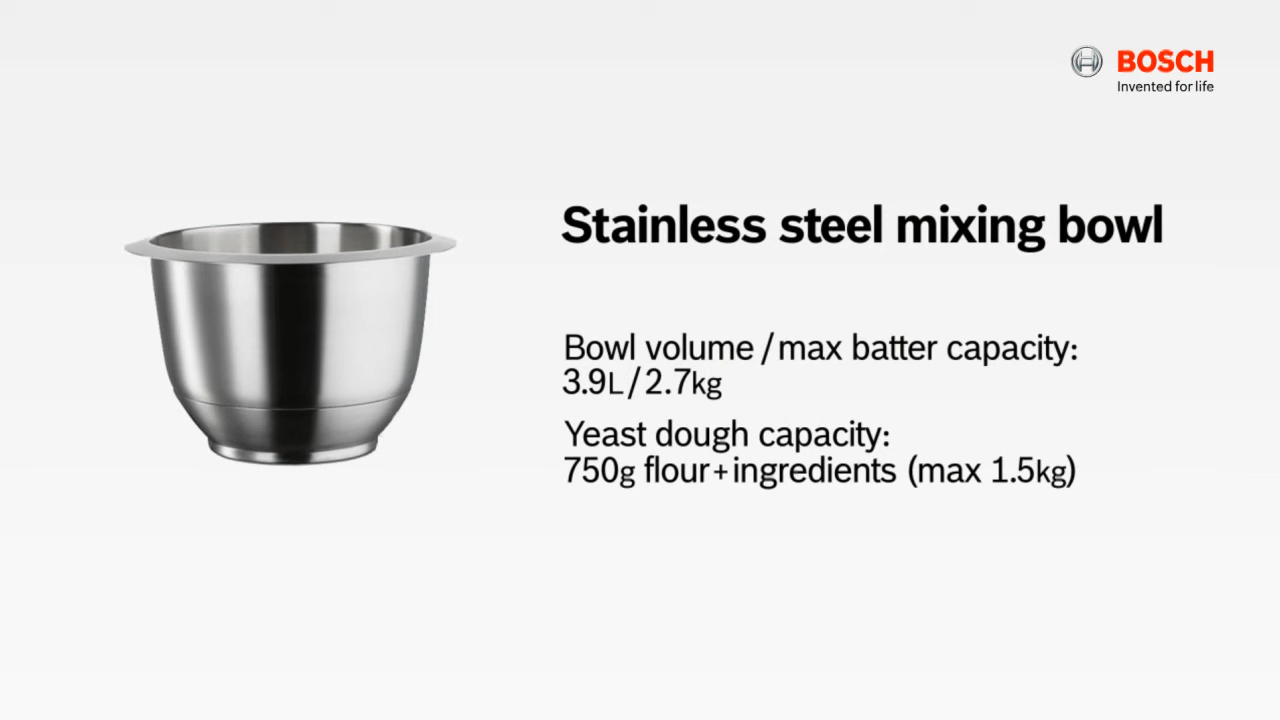 BOSCH
Invented for life
Stainless steel mixing bowl
Bowl volume / max batter capacity:
3.9L / 2.7kg
Yeast dough capacity:
750g flour + ingredients (max 1.5kg)